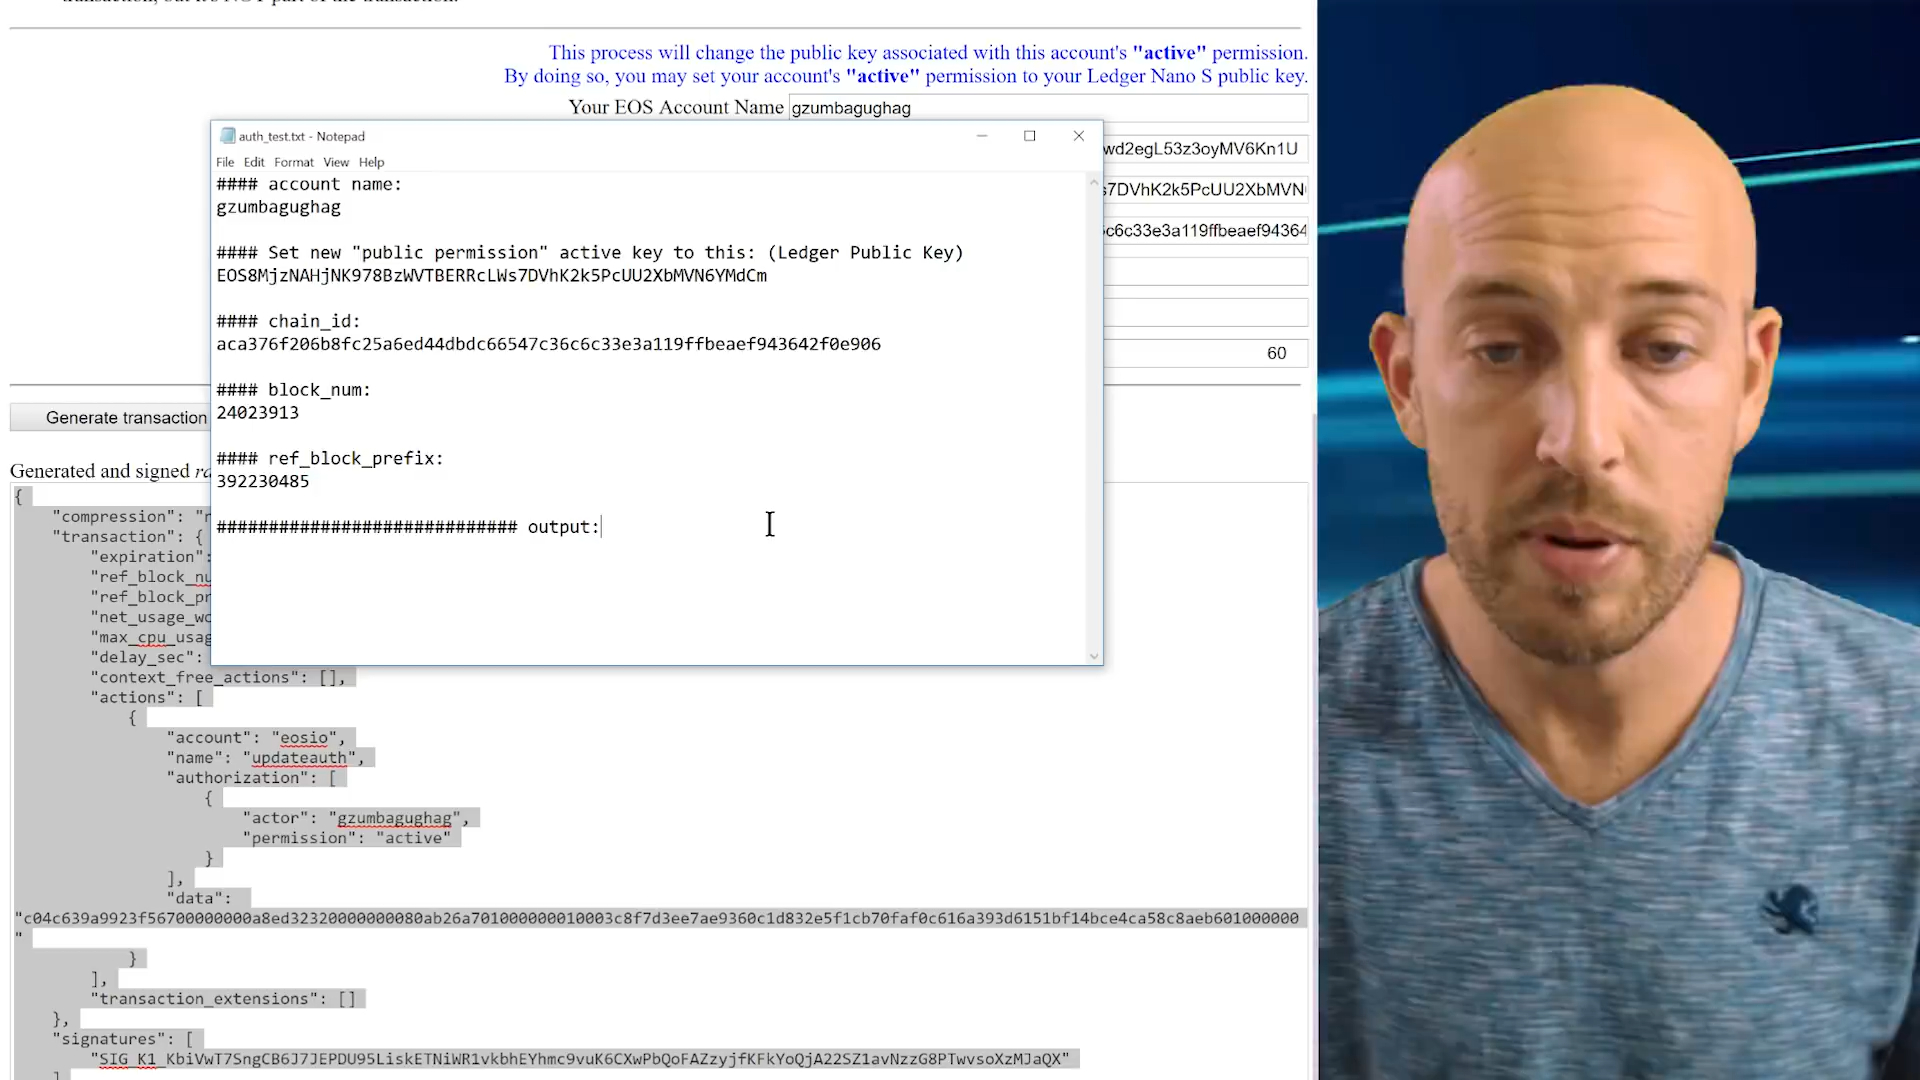 This process will change the public key associated with this account's "active" permission.
By doing so, you may set your account's "active" permission to your Ledger Nano S public key.
Your EOS Account Name gzumbagughag
wd2egL53z3oyMV6Kn1U
s7DVhK2k5PcUU2XbMVN
c6c33e3a119ffbeaef94364
60
auth_test.txt - Notepad
File Edit Format View Help
#### account name:
gzumbagughag
#### Set new "public permission" active key to this: (Ledger Public Key)
EOS8MjzNAHjNK978BzWVTBERRcLWs7DVhK2k5PcUU2XbMVN6YMdCm
#### chain_id:
aca376f206b8fc25a6ed44dbdc66547c36c6c33e3a119ffbeaef943642f0e906
#### block_num:
24023913
#### ref_block_prefix:
392230485
############################# output:
Generate transaction
Generated and signed
{
"compression":
"transaction": {
"expiration":
"ref_block_nu
"ref_block_pr
"net_usage_wo
"max_cpu_usag
"delay_sec":
"context_free_actions": [],
"actions": [
{
"account": "eosio",
"name": "updateauth",
"authorization": [
{
"actor": "gzumbagughag",
"permission": "active"
}
],
"data":
"c04c639a9923f56700000000a8ed32320000000080ab26a701000000010003c8f7d3ee7ae9360c1d832e5f1cb70faf0c616a393d6151bf14bce4ca58c8aeb601000000
"
}
],
"transaction_extensions": []
},
"signatures": [
"SIG_K1_KbiVwT7SngCB6J7JEPDU95LiskETNiWR1vkbhEYhmc9vuK6CXwPbQoFAZzyjfKFkYoQjA22SZ1avNzzG8PTwvsoXzMJaQX"